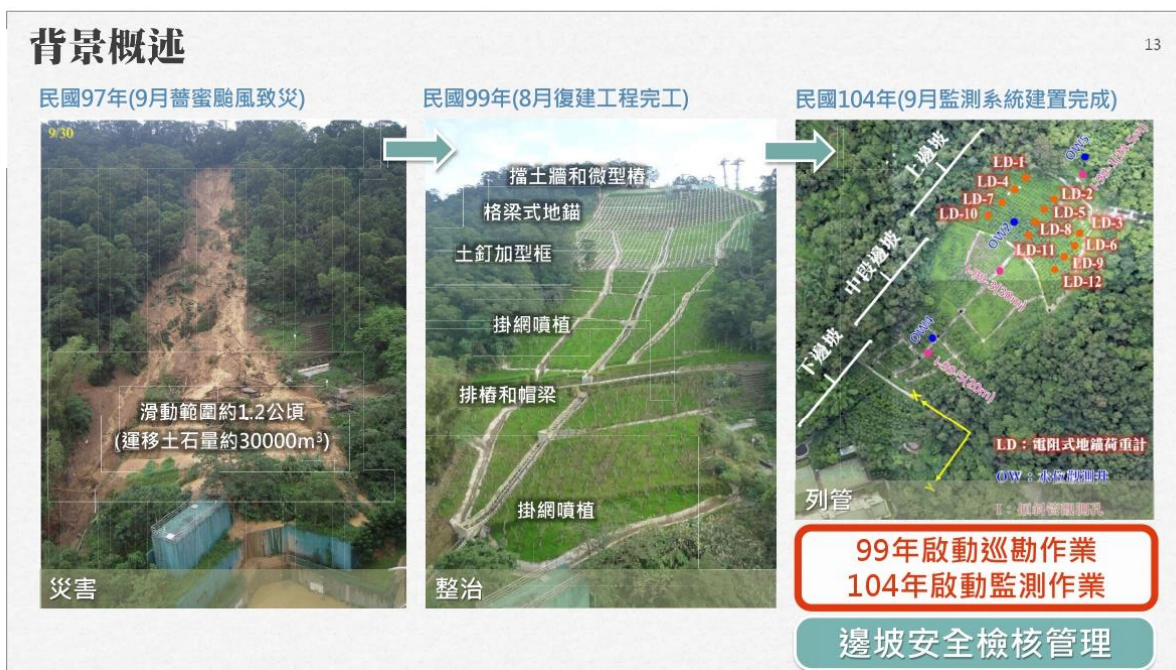 背景概述
13
民國97年(9月薔蜜颱風致災)
9/30
滑動範圍約1.2公頃
(運移土石量約30000m³)
災害
民國99年(8月復建工程完工)
擋土牆和微型樁
格梁式地錨
土釘加型框
掛網噴植
排樁和帽梁
掛網噴植
整治
民國104年(9月監測系統建置完成)
上邊坡
中段邊坡
下邊坡
LD-1
LD-4
LD-7
LD-10
LD-2
LD-5
LD-8
LD-11
LD-3
LD-6
LD-9
LD-12
OW5
OW2
OW4
X
Y
LD：電阻式地錨荷重計
OW：水位觀測井
I：傾斜管觀測孔
列管
99年啟動巡勘作業
104年啟動監測作業
邊坡安全檢核管理